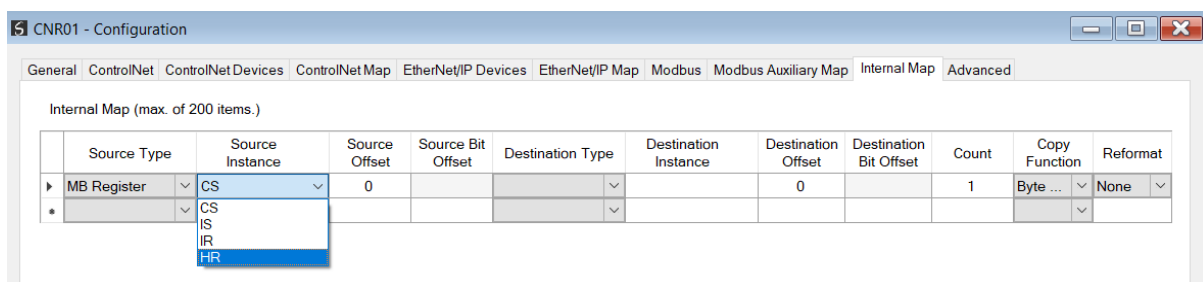 CNR01 - Configuration
General ControlNet ControlNet Devices ControlNet Map EtherNet/IP Devices EtherNet/IP Map Modbus Modbus Auxiliary Map Internal Map Advanced
Internal Map (max. of 200 items.)
Source Type Source Instance Source Offset Source Bit Offset Destination Type Destination Instance Destination Offset Destination Bit Offset Count Copy Function Reformat
MB Register CS 0 0 1 Byte ... None
CS
IS
IR
HR